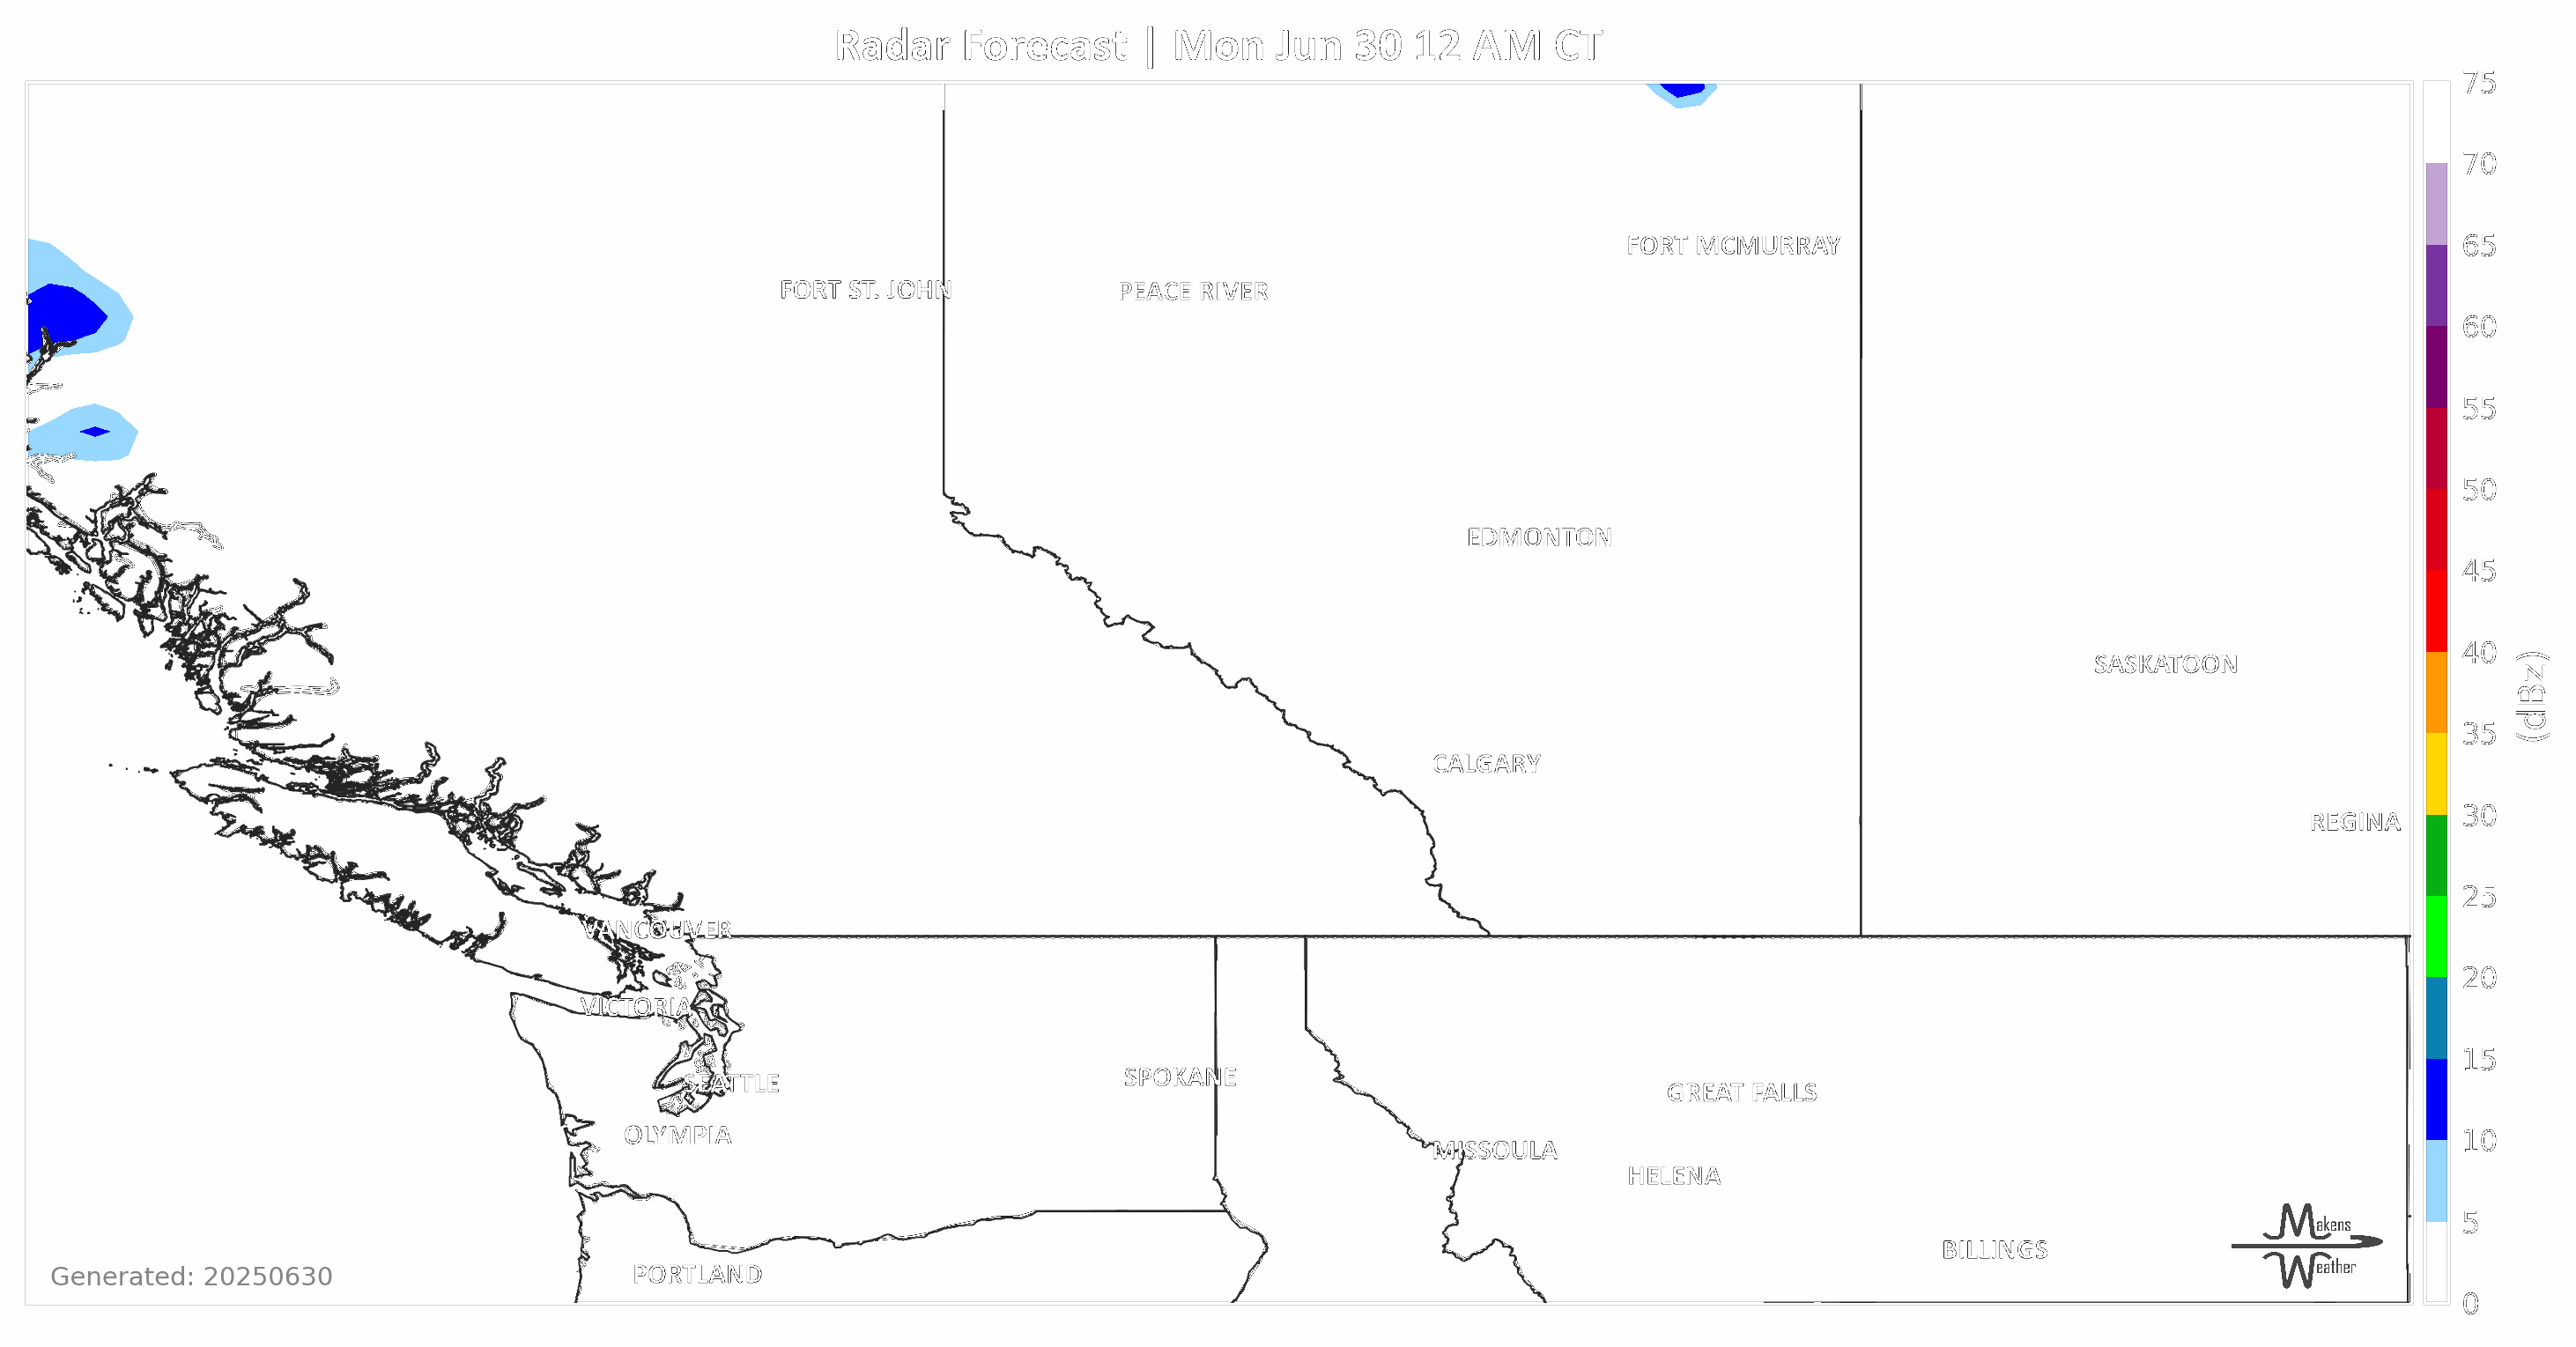 Radar Forecast | Mon Jun 30 12 AM CT
75
70
FORT MCMURRAY
65
FORT ST. JOHN
PEACE RIVER
60
55
50
EDMONTON
45
40
SASKATOON
(dBz)
35
CALGARY
30
REGINA
25
VANCOUVER
20
VICTORIA
15
SPOKANE
SEATTLE
GREAT FALLS
OLYMPIA
10
MISSOULA
HELENA
5
Makens
Weather
BILLINGS
PORTLAND
Generated: 20250630
0